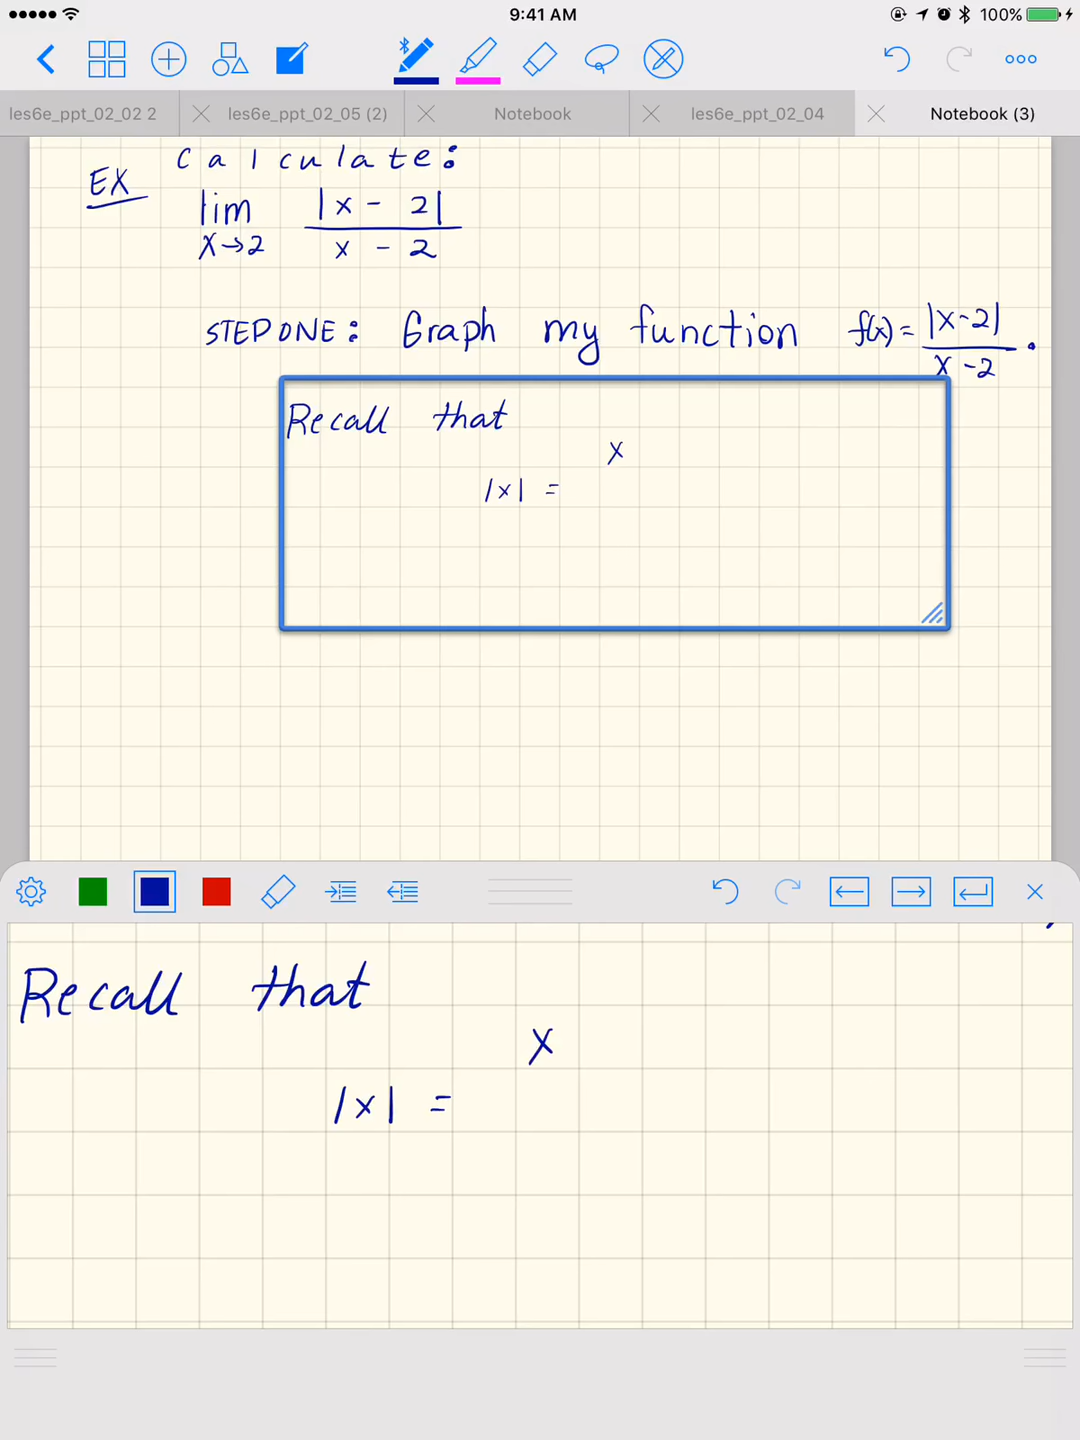 9:41 AM 100%
les6e_ppt_02_02 2 les6e_ppt_02_05 (2) Notebook les6e_ppt_02_04 Notebook (3)
EX Calculate:
lim |x - 2|
x→2 x - 2
STEP ONE: Graph my function f(x) = |x-2|
x-2 .
Recall that
x
|x| =
Recall that
x
|x| =